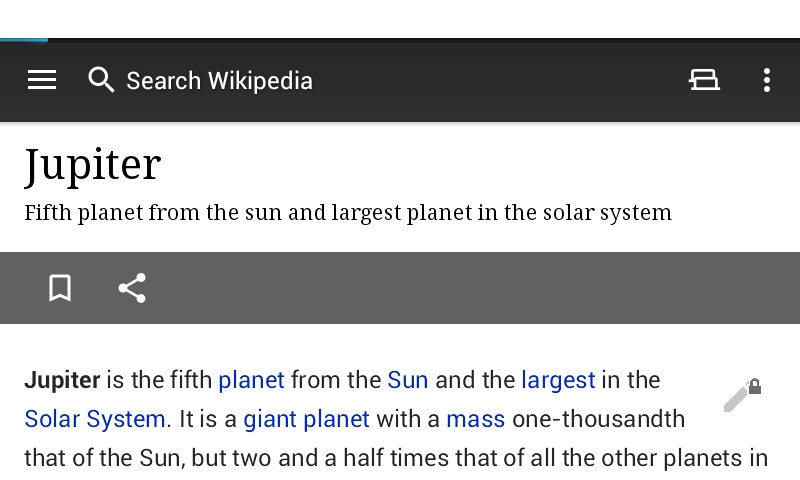 Search Wikipedia
Jupiter
Fifth planet from the sun and largest planet in the solar system
Jupiter is the fifth planet from the Sun and the largest in the
Solar System. It is a giant planet with a mass one-thousandth
that of the Sun, but two and a half times that of all the other planets in